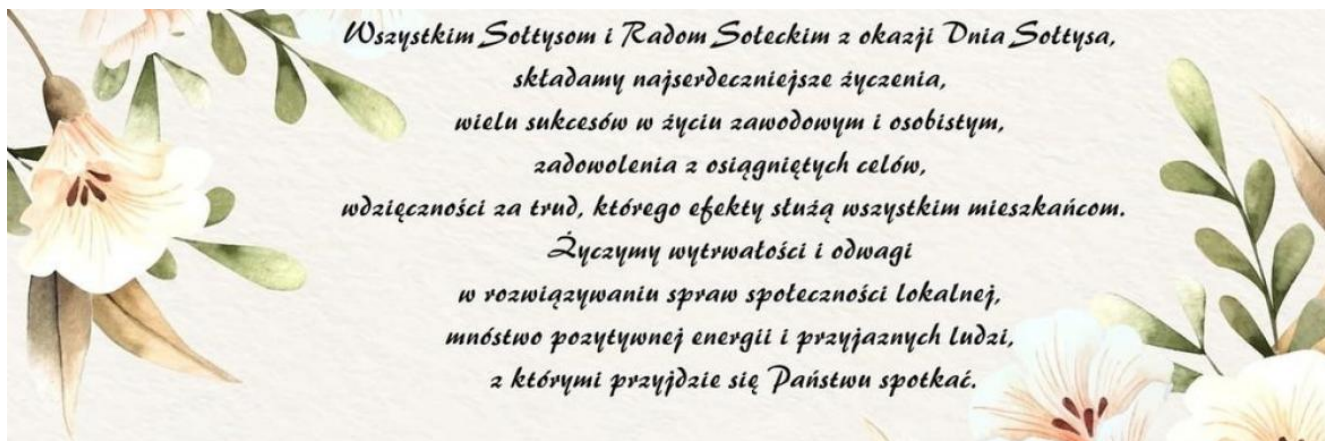 Wszystkim Sołtysom i Radom Sołeckim z okazji Dnia Sołtysa,
składamy najserdeczniejsze życzenia,
wielu sukcesów w życiu zawodowym i osobistym,
zadowolenia z osiągniętych celów,
wdzięczności za trud, którego efekty służą wszystkim mieszkańcom.
Życzymy wytrwałości i odwagi
w rozwiązywaniu spraw społeczności lokalnej,
mnóstwo pozytywnej energii i przyjaznych ludzi,
z którymi przyjdzie się Państwu spotkać.